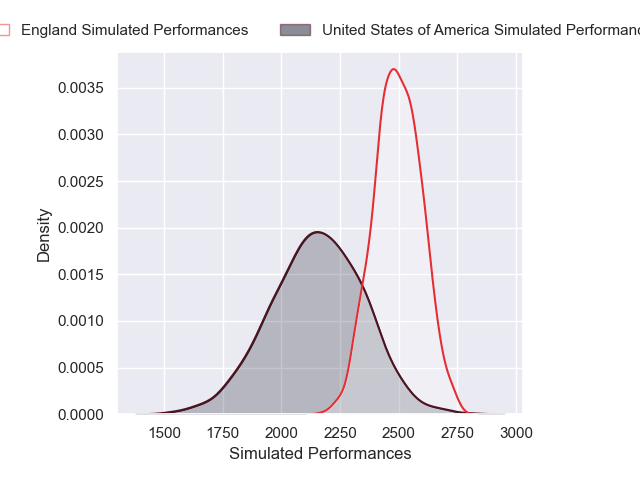 England Simulated Performances
United States of America Simulated
0.0035
0.0030
0.0025
0.0020
0.0015
0.0010
0.0005
0.0000
Density
1500 1750 2000 2250 2500 2750 3000
Simulated Performances